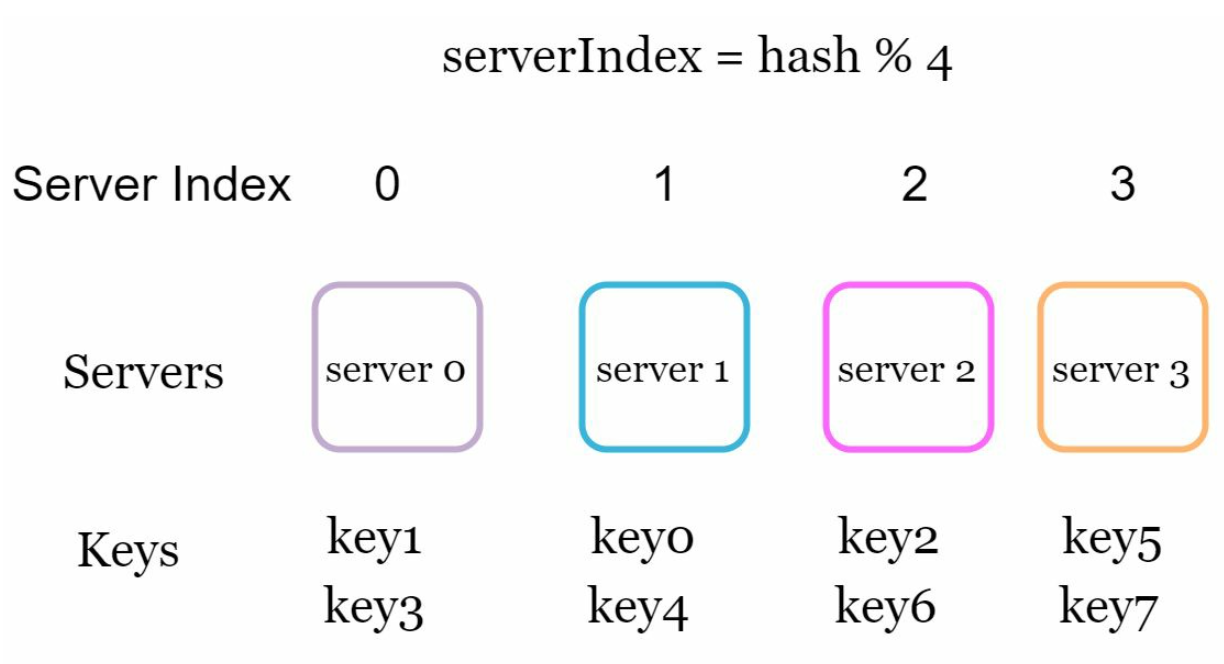 serverIndex = hash % 4
Server Index 0 1 2 3
Servers server 0 server 1 server 2 server 3
Keys key1 key0 key2 key5
key3 key4 key6 key7